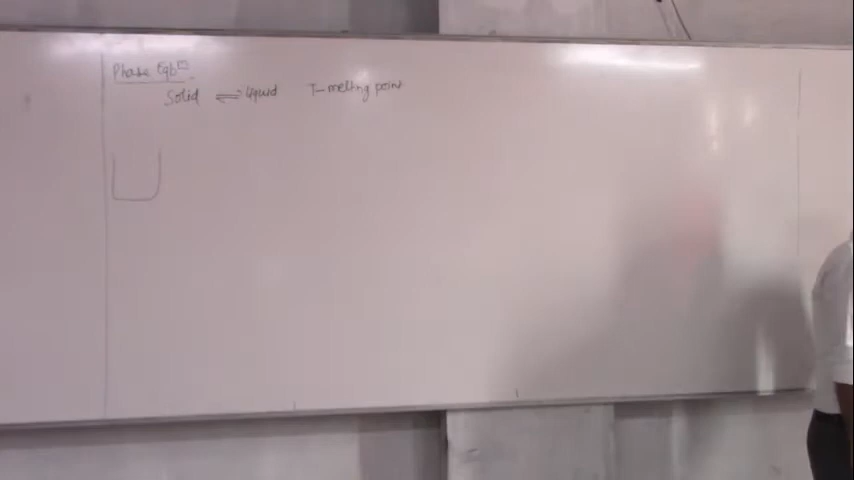 Phase Eqbm
Solid ⇌ liquid T- melting point